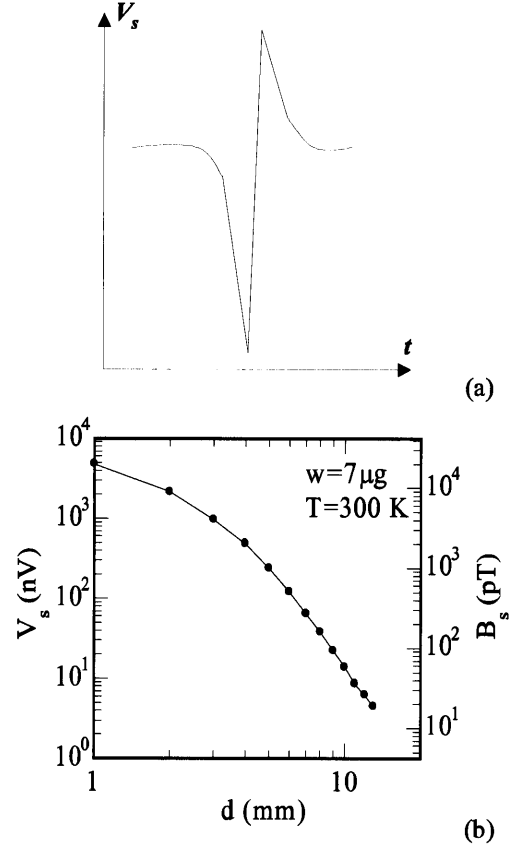 V_s
t
(a)
10^4
10^3
10^2
10^1
10^0
V_s (nV)
w=7μg
T=300 K
10^4
10^3
10^2
10^1
B_s (pT)
1
10
d (mm)
(b)